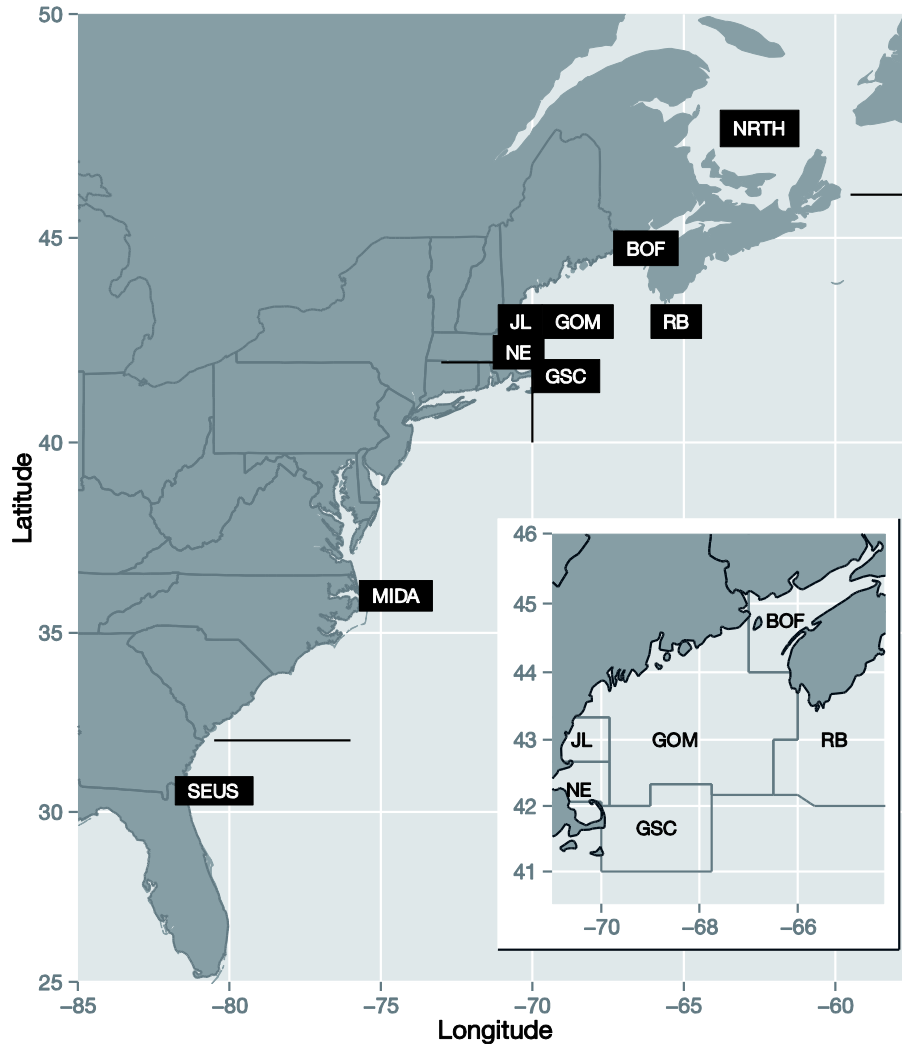 50
NRTH
45
BOF
JL GOM RB
NE
GSC
40
Latitude
MIDA
35
SEUS
30
25
−85 −80 −75 −70 −65 −60
Longitude
46
45
BOF
44
43
JL GOM RB
NE
42
GSC
41
−70 −68 −66